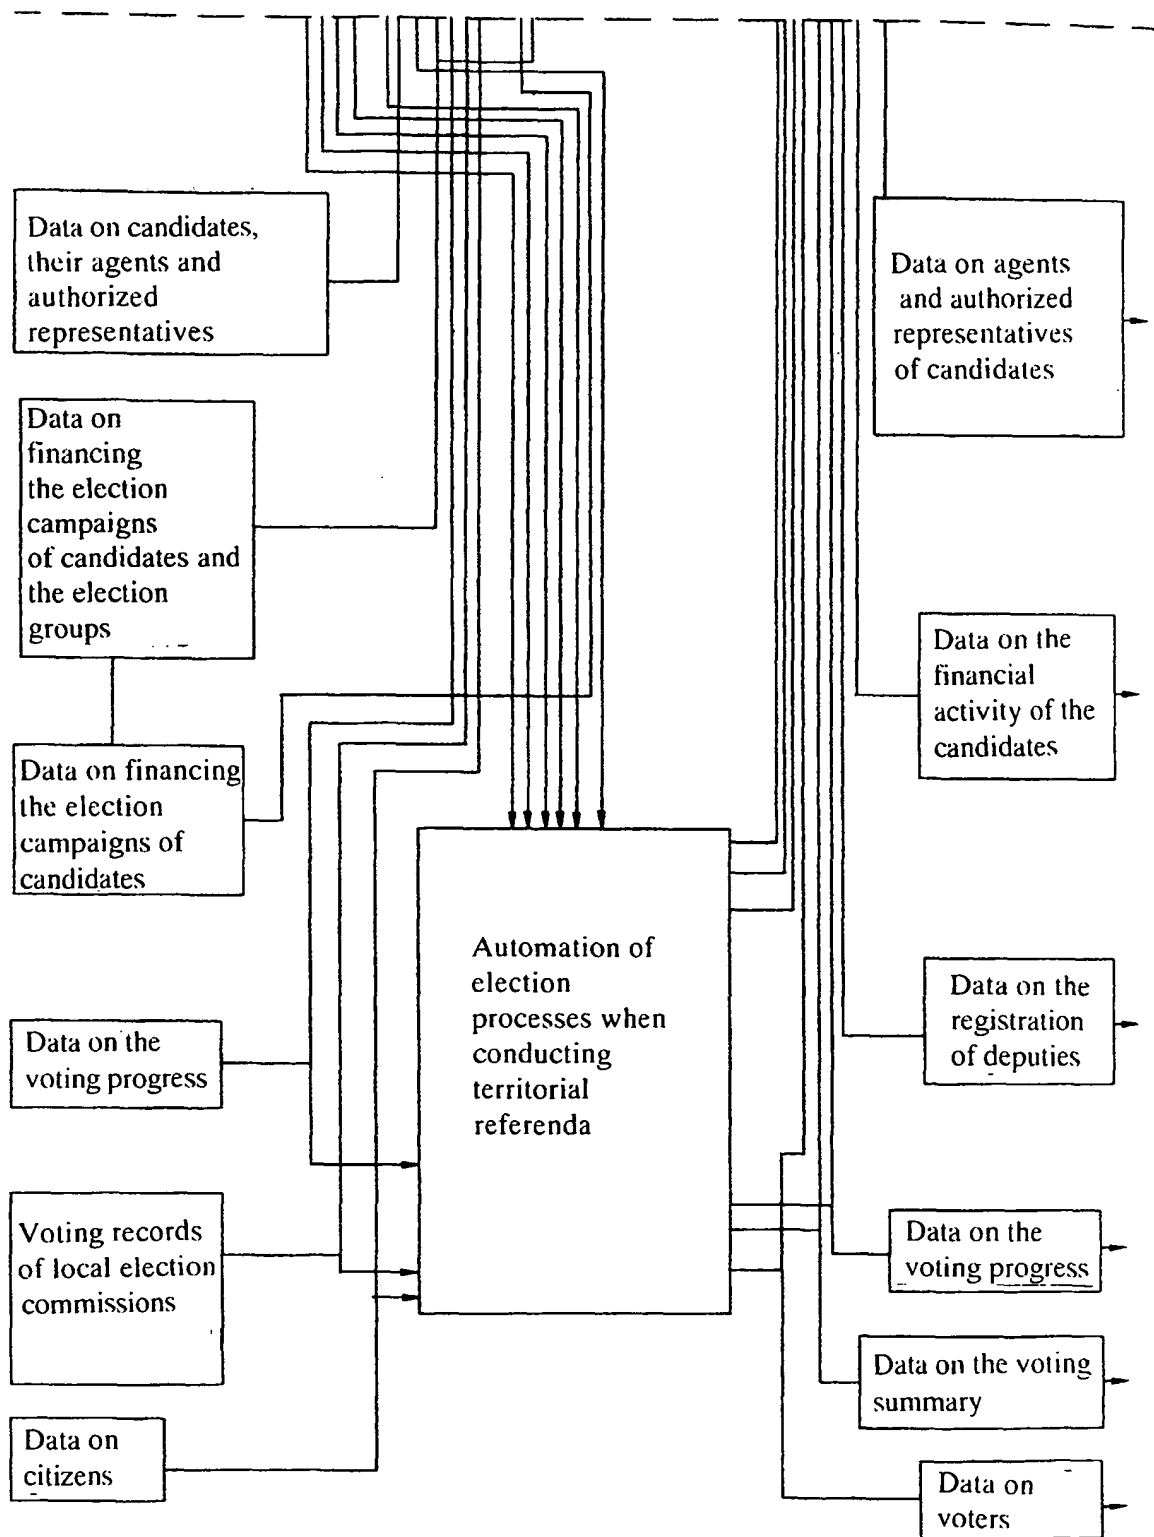 Data on candidates,
their agents and
authorized
representatives
Data on
financing
the election
campaigns
of candidates and
the election
groups
Data on financing
the election
campaigns of
candidates
Data on the
voting progress
Voting records
of local election
commissions
Data on
citizens
Automation of
election
processes when
conducting
territorial
referenda
Data on agents
and authorized
representatives
of candidates
Data on the
financial
activity of the
candidates
Data on the
registration
of deputies
Data on the
voting progress
Data on the voting
summary
Data on
voters